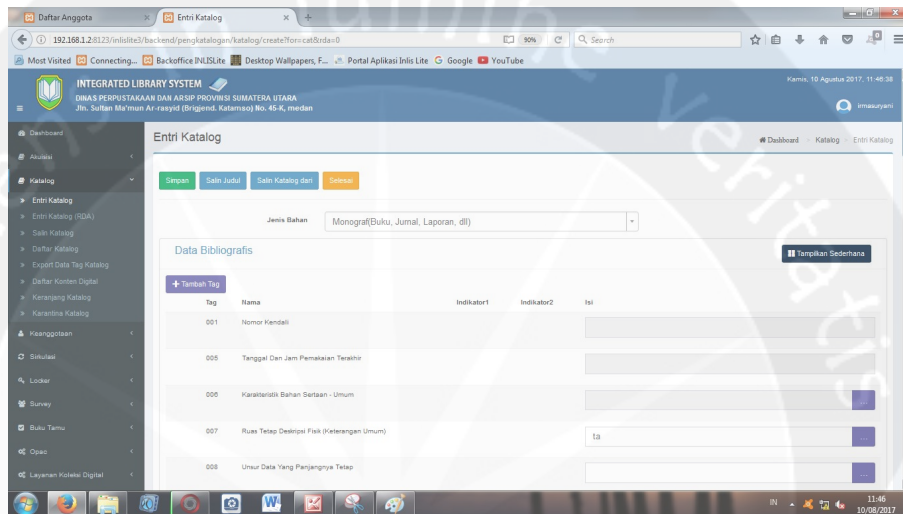 Daftar Anggota
Entri Katalog
192.168.1.2:8123/inlislite3/backend/pengkatalogan/katalog/create?for=cat&rda=0
90%
Search
Most Visited Connecting... Backoffice INLISLite Desktop Wallpapers, F... Portal Aplikasi Inlis Lite Google YouTube
INTEGRATED LIBRARY SYSTEM
Kamis, 10 Agustus 2017, 11:46:38
DINAS PERPUSTAKAAN DAN ARSIP PROVINSI SUMATERA UTARA
Jln. Sultan Ma'mun Ar-rasyid (Brigjend. Katamso) No. 45-K, medan
irmasuryani
Dashboard
Akuisisi
Katalog
Entri Katalog
Entri Katalog (RDA)
Salin Katalog
Daftar Katalog
Export Data Tag Katalog
Daftar Konten Digital
Keranjang Katalog
Karantina Katalog
Keanggotaan
Sirkulasi
Locker
Survey
Buku Tamu
Opac
Layanan Koleksi Digital
Entri Katalog
Dashboard Katalog Entri Katalog
Simpan Salin Judul Salin Katalog dari Selesai
Jenis Bahan Monograf(Buku, Jurnal, Laporan, dll)
Data Bibliografis
Tampilkan Sederhana
+ Tambah Tag
Tag Nama Indikator1 Indikator2 Isi
001 Nomor Kendali
005 Tanggal Dan Jam Pemakaian Terakhir
006 Karakteristik Bahan Sertaan - Umum ...
007 Ruas Tetap Deskripsi Fisik (Keterangan Umum) ta ...
008 Unsur Data Yang Panjangnya Tetap ...
IN
11:46
10/08/2017
veritatis